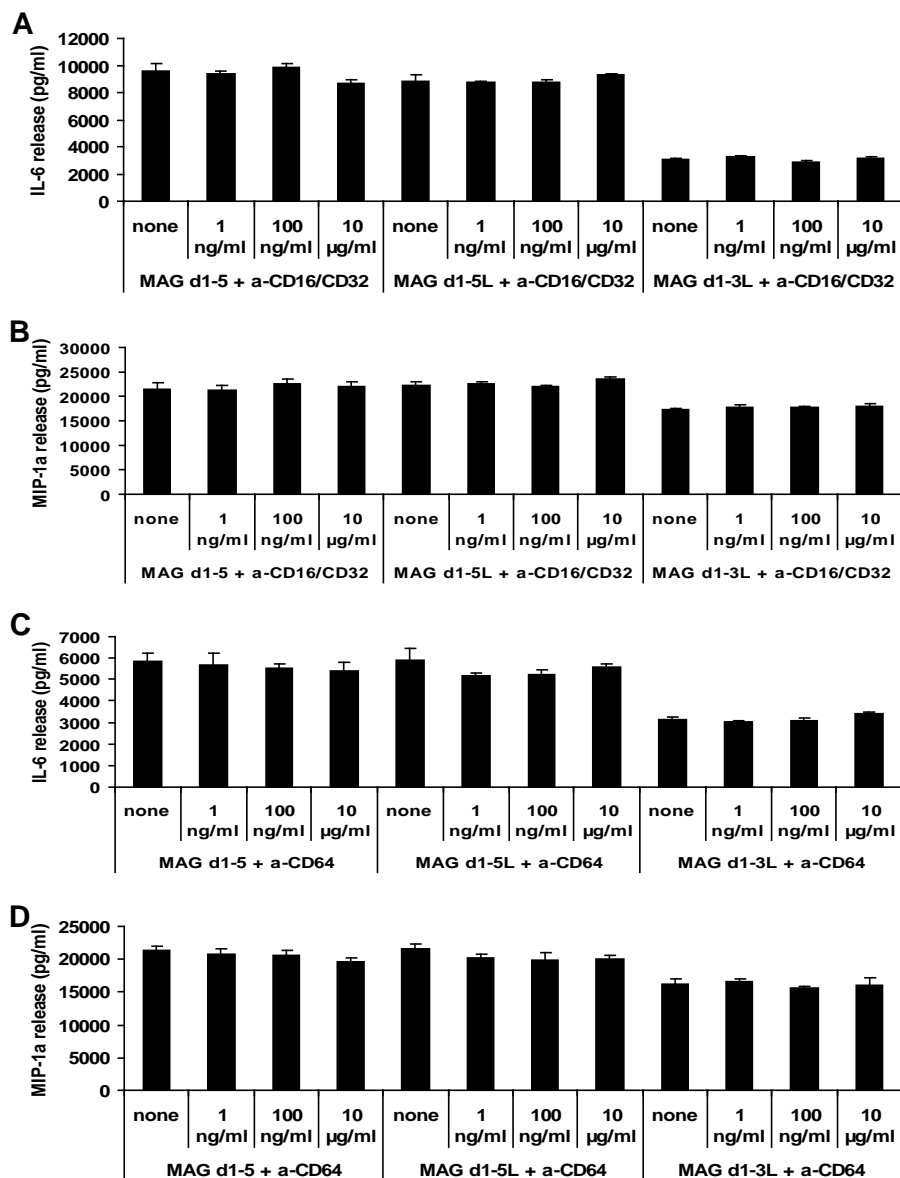 A
IL-6 release (pg/ml)
12000
10000
8000
6000
4000
2000
0
none 1 100 10 none 1 100 10 none 1 100 10
ng/ml ng/ml µg/ml ng/ml ng/ml µg/ml ng/ml ng/ml µg/ml
MAG d1-5 + a-CD16/CD32 MAG d1-5L + a-CD16/CD32 MAG d1-3L + a-CD16/CD32
B
MIP-1a release (pg/ml)
30000
25000
20000
15000
10000
5000
0
none 1 100 10 none 1 100 10 none 1 100 10
ng/ml ng/ml µg/ml ng/ml ng/ml µg/ml ng/ml ng/ml µg/ml
MAG d1-5 + a-CD16/CD32 MAG d1-5L + a-CD16/CD32 MAG d1-3L + a-CD16/CD32
C
IL-6 release (pg/ml)
7000
6000
5000
4000
3000
2000
1000
0
none 1 100 10 none 1 100 10 none 1 100 10
ng/ml ng/ml µg/ml ng/ml ng/ml µg/ml ng/ml ng/ml µg/ml
MAG d1-5 + a-CD64 MAG d1-5L + a-CD64 MAG d1-3L + a-CD64
D
MIP-1a release (pg/ml)
25000
20000
15000
10000
5000
0
none 1 100 10 none 1 100 10 none 1 100 10
ng/ml ng/ml µg/ml ng/ml ng/ml µg/ml ng/ml ng/ml µg/ml
MAG d1-5 + a-CD64 MAG d1-5L + a-CD64 MAG d1-3L + a-CD64